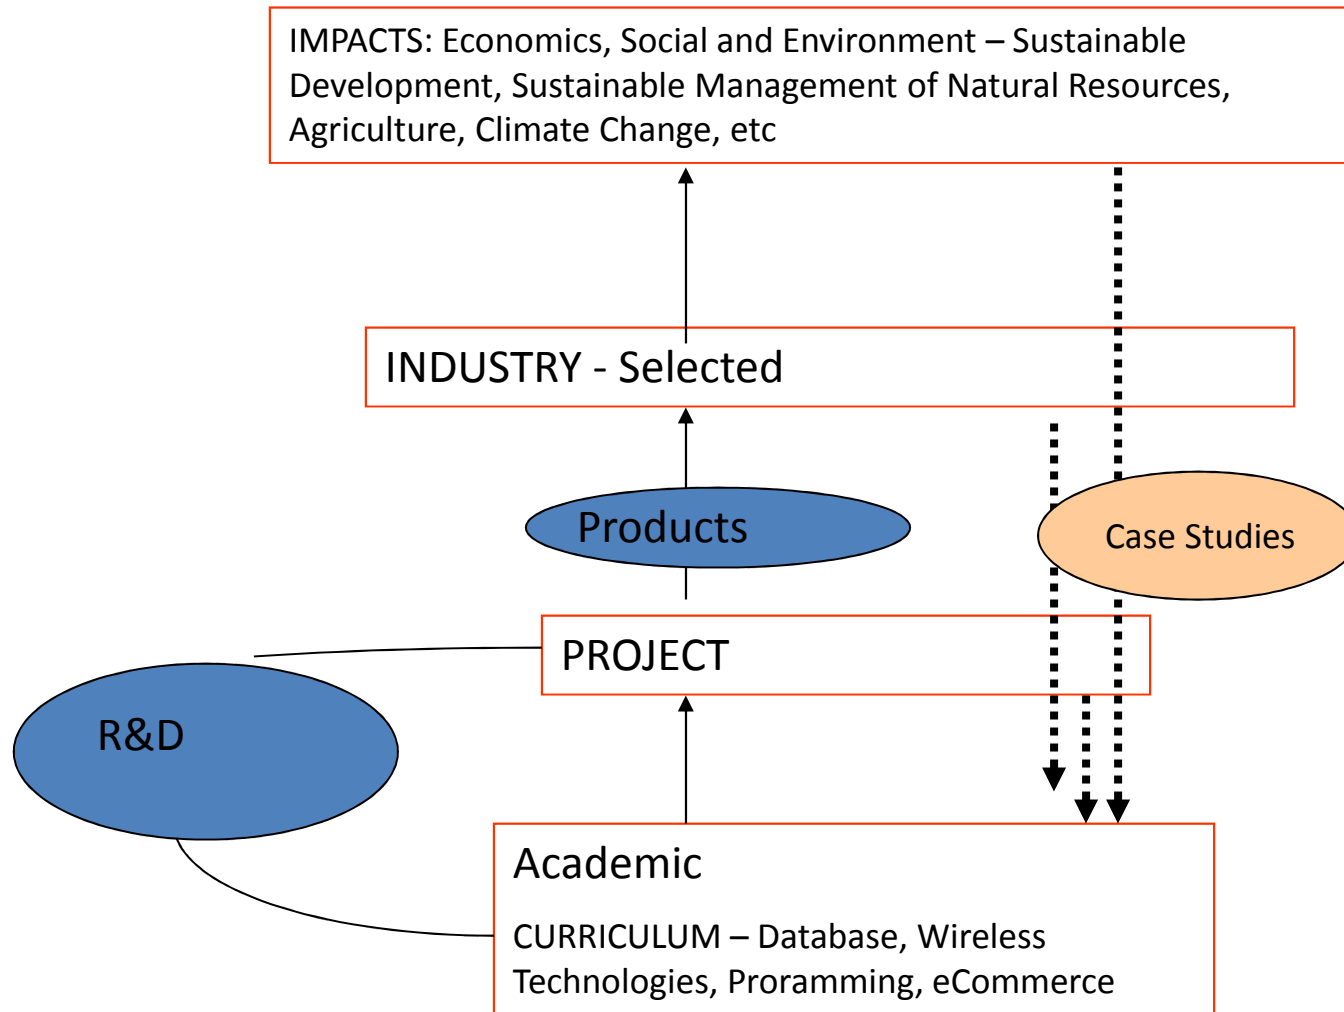 IMPACTS: Economics, Social and Environment – Sustainable
Development, Sustainable Management of Natural Resources,
Agriculture, Climate Change, etc
INDUSTRY - Selected
Products
Case Studies
PROJECT
R&D
Academic
CURRICULUM – Database, Wireless
Technologies, Proramming, eCommerce